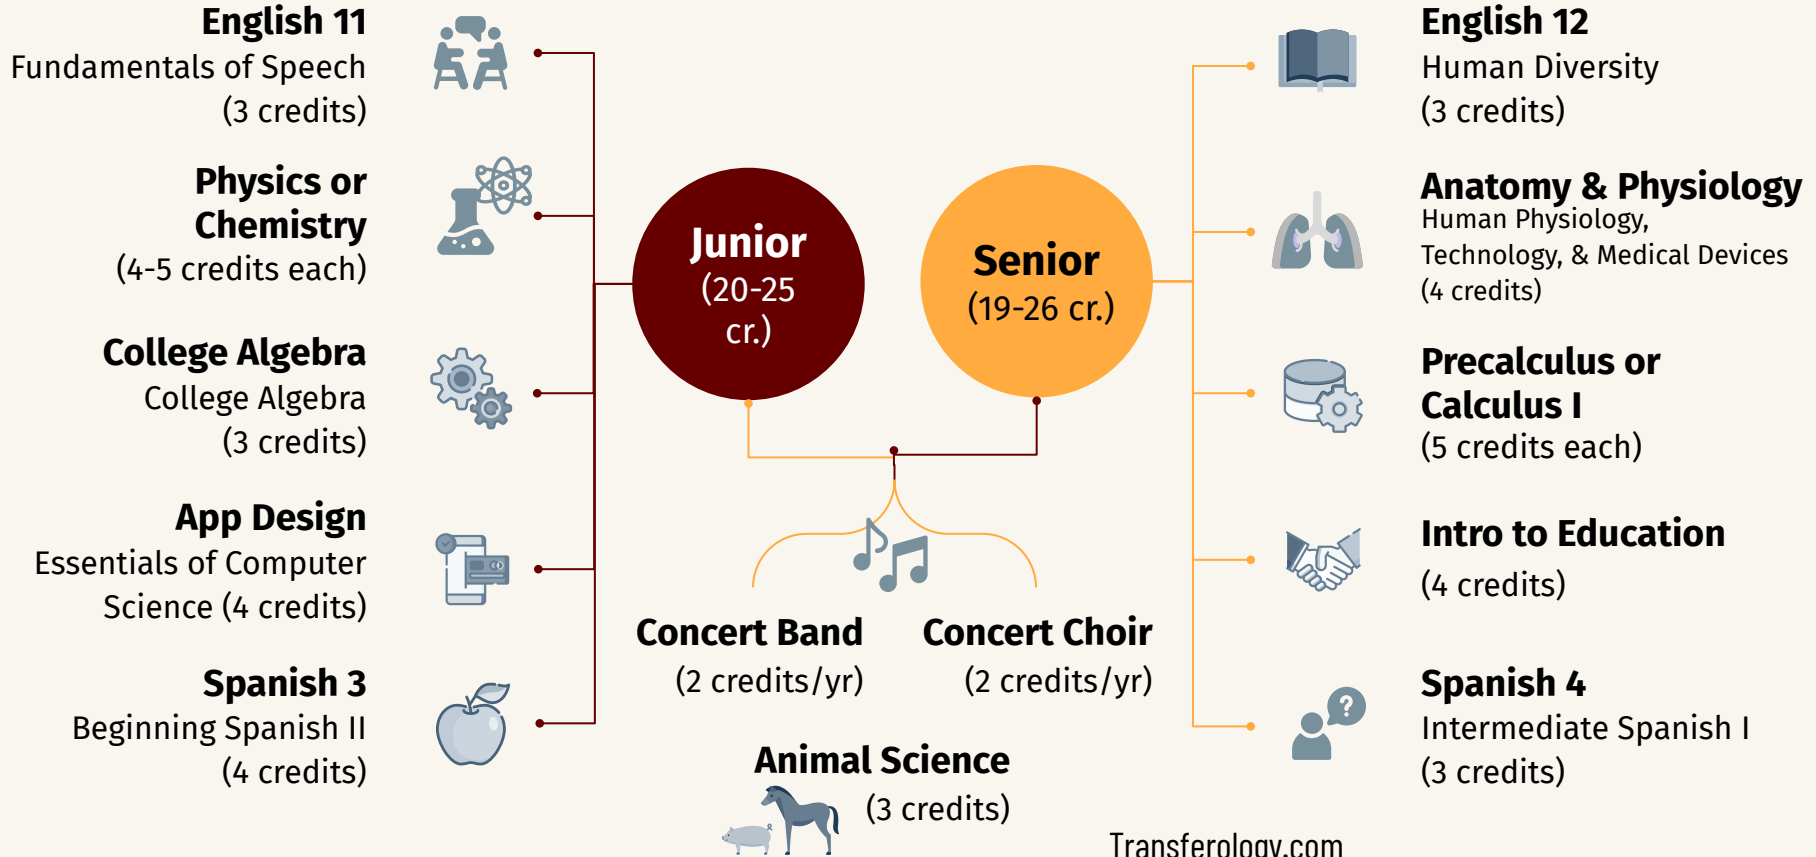 English 11
Fundamentals of Speech
(3 credits)
Physics or
Chemistry
(4-5 credits each)
College Algebra
College Algebra
(3 credits)
App Design
Essentials of Computer
Science (4 credits)
Spanish 3
Beginning Spanish II
(4 credits)
Junior
(20-25
cr.)
Senior
(19-26 cr.)
Concert Band
(2 credits/yr)
Concert Choir
(2 credits/yr)
Animal Science
(3 credits)
English 12
Human Diversity
(3 credits)
Anatomy & Physiology
Human Physiology,
Technology, & Medical Devices
(4 credits)
Precalculus or
Calculus I
(5 credits each)
Intro to Education
(4 credits)
?
Spanish 4
Intermediate Spanish I
(3 credits)
Transferology.com